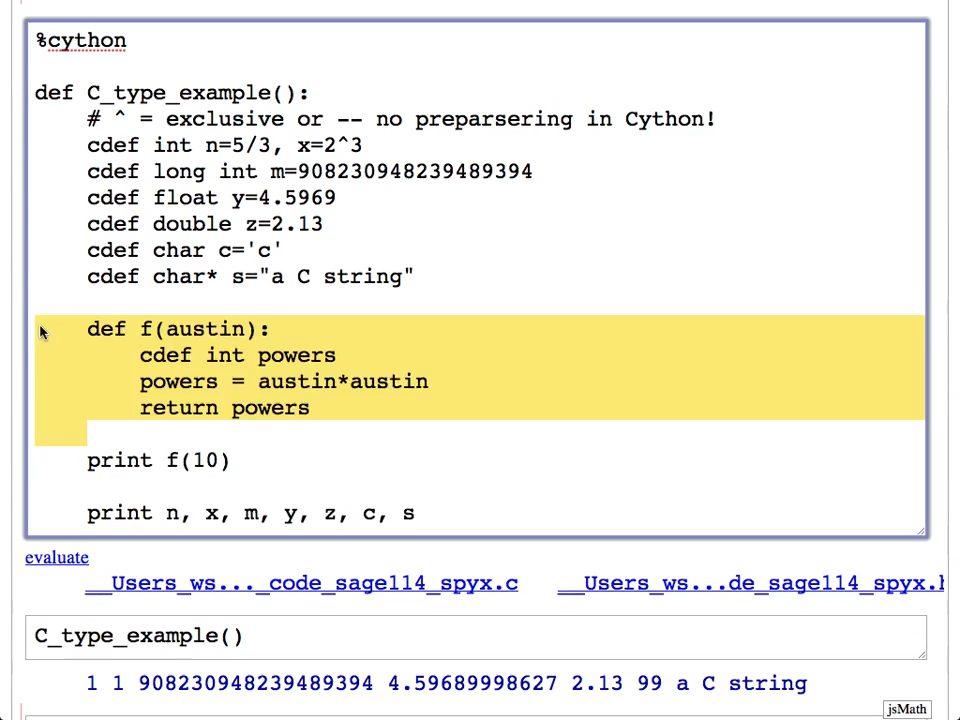 %cython
def C_type_example():
# ^ = exclusive or -- no preparsering in Cython!
cdef int n=5/3, x=2^3
cdef long int m=908230948239489394
cdef float y=4.5969
cdef double z=2.13
cdef char c='c'
cdef char* s="a C string"
def f(austin):
cdef int powers
powers = austin*austin
return powers
print f(10)
print n, x, m, y, z, c, s
evaluate
__Users_ws..._code_sage114_spyx.c __Users_ws...de_sage114_spyx.h
C_type_example()
1 1 908230948239489394 4.59689998627 2.13 99 a C string
jsMath